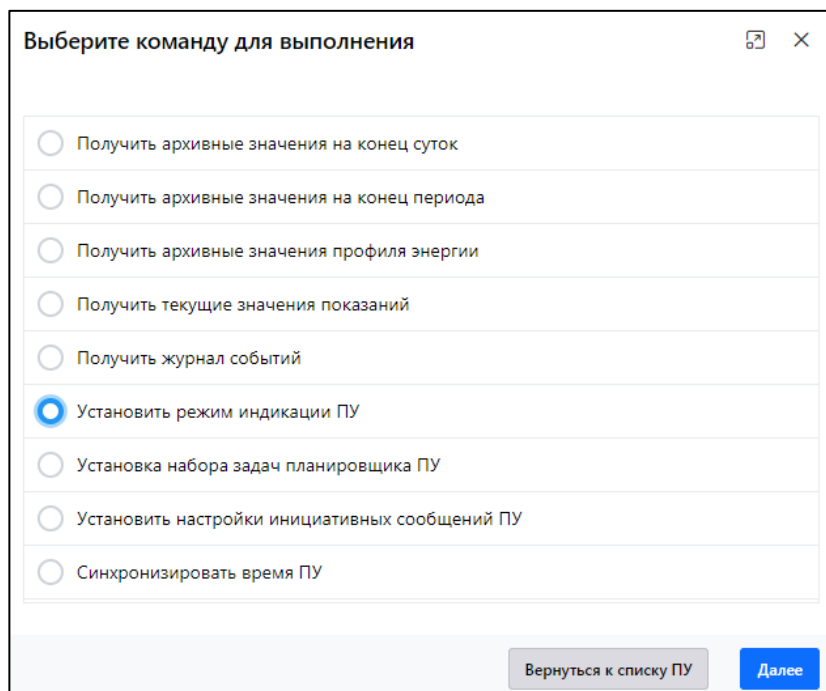 Выберите команду для выполнения
Получить архивные значения на конец суток
Получить архивные значения на конец периода
Получить архивные значения профиля энергии
Получить текущие значения показаний
Получить журнал событий
Установить режим индикации ПУ
Установка набора задач планировщика ПУ
Установить настройки инициативных сообщений ПУ
Синхронизировать время ПУ
Вернуться к списку ПУ
Далее